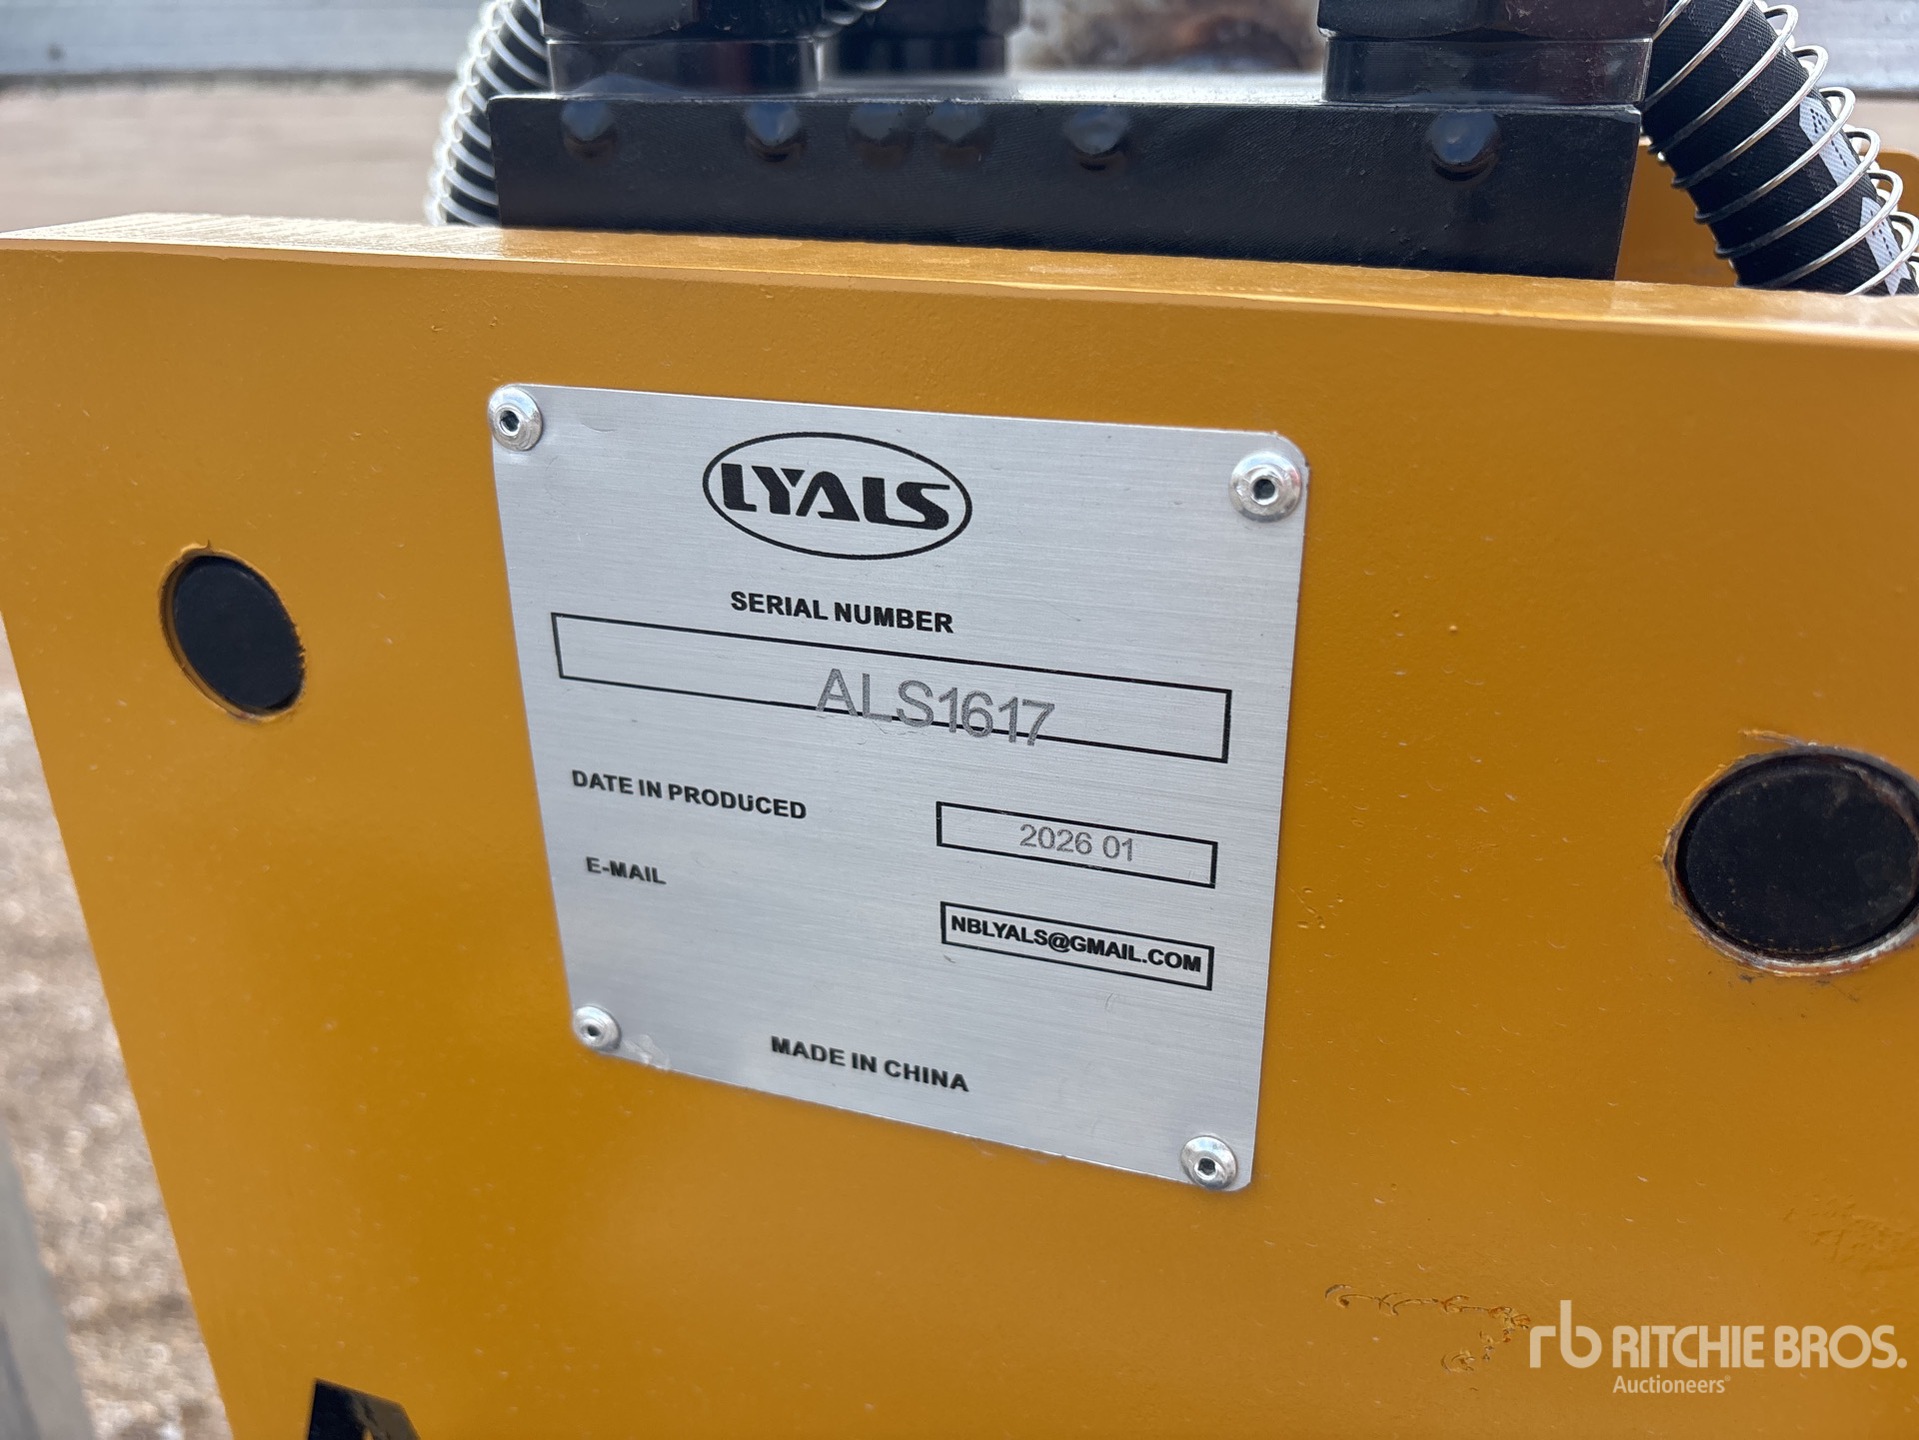 LYALS
SERIAL NUMBER
ALS1617
DATE IN PRODUCED
2026 01
E-MAIL
NBLYALS@GMAIL.COM
MADE IN CHINA
rb RITCHIE BROS.
Auctioneers